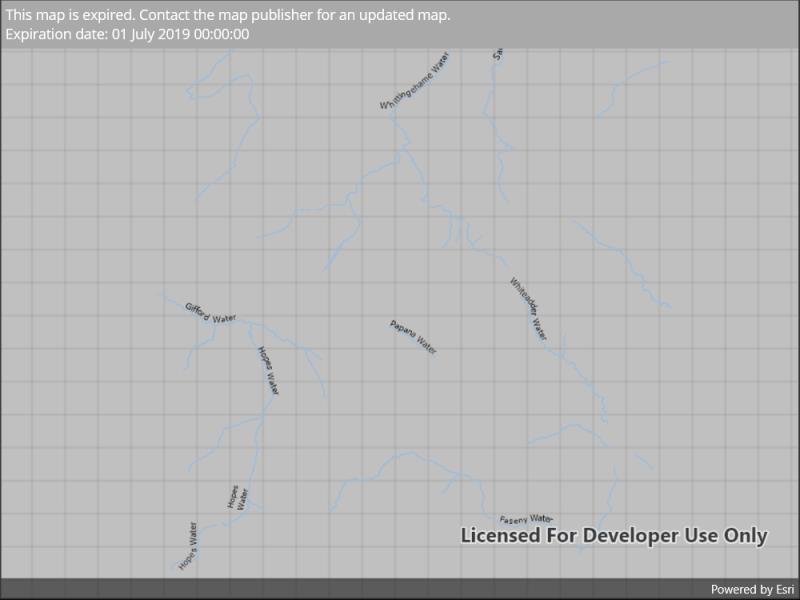 This map is expired. Contact the map publisher for an updated map.
Expiration date: 01 July 2019 00:00:00
Whittingehame Water
Gifford Water
Whiteadder Water
Papana Water
Hopes Water
Hopes
Water
Hopes Water
Faseny Water
Licensed For Developer Use Only
Powered by Esri